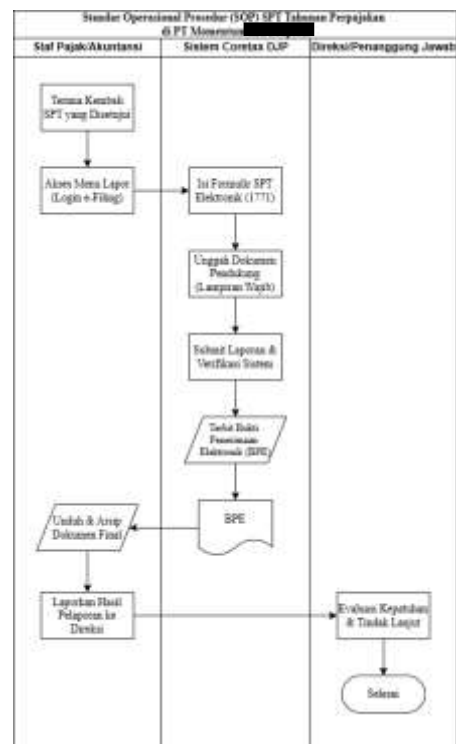 Standar Operasional Prosedur (SOP) SPT Tahunan Perpajakan
di PT Momentum
Staf Pajak/Akuntansi
Sistem Coretax DJP
Direksi/Penanggung Jawab
Terima Kembali
SPT yang Disetujui
Akses Menu Lapor
(Login e-Filing)
Isi Formulir SPT
Elektronik (1771)
Unggah Dokumen
Pendukung
(Lampiran Wajib)
Submit Laporan &
Verifikasi Sistem
Terbit Bukti
Penerimaan
Elektronik (BPE)
BPE
Unduh & Arsip
Dokumen Final
Laporkan Hasil
Pelaporan ke
Direksi
Evaluasi Kepatuhan
& Tindak Lanjut
Selesai